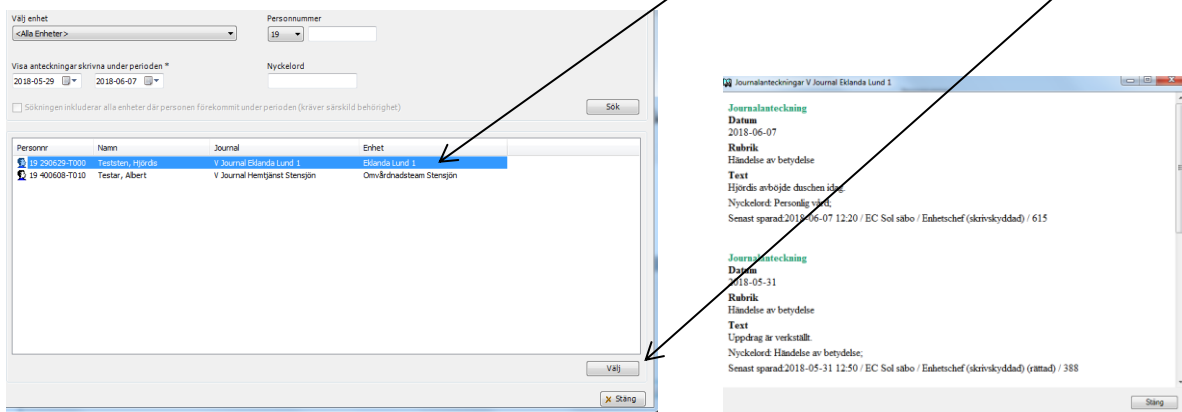 Välj enhet Personnummer
<Alla Enheter> 19
Visa anteckningar skrivna under perioden * Nyckelord
2018-05-29 2018-06-07
Sökningen inkluderar alla enheter där personen förekommit under perioden (kräver särskild behörighet) Sök
Personnr Namn Journal Enhet
19 290629-T000 Teststen, Hjördis V Journal Eklanda Lund 1 Eklanda Lund 1
19 400608-T010 Testar, Albert V Journal Hemtjänst Stensjön Omvårdnadsteam Stensjön
Välj
Stäng
Journalanteckningar V Journal Eklanda Lund 1
Journalanteckning
Datum
2018-06-07
Rubrik
Händelse av betydelse
Text
Hjördis avböjde duschen idag.
Nyckelord: Personlig vård;
Senast sparad:2018-06-07 12:20 / EC Sol säbo / Enhetschef (skrivskyddad) / 615
Journalanteckning
Datum
2018-05-31
Rubrik
Händelse av betydelse
Text
Uppdrag är verkställt.
Nyckelord: Händelse av betydelse;
Senast sparad:2018-05-31 12:50 / EC Sol säbo / Enhetschef (skrivskyddad) (rättad) / 388
Stäng